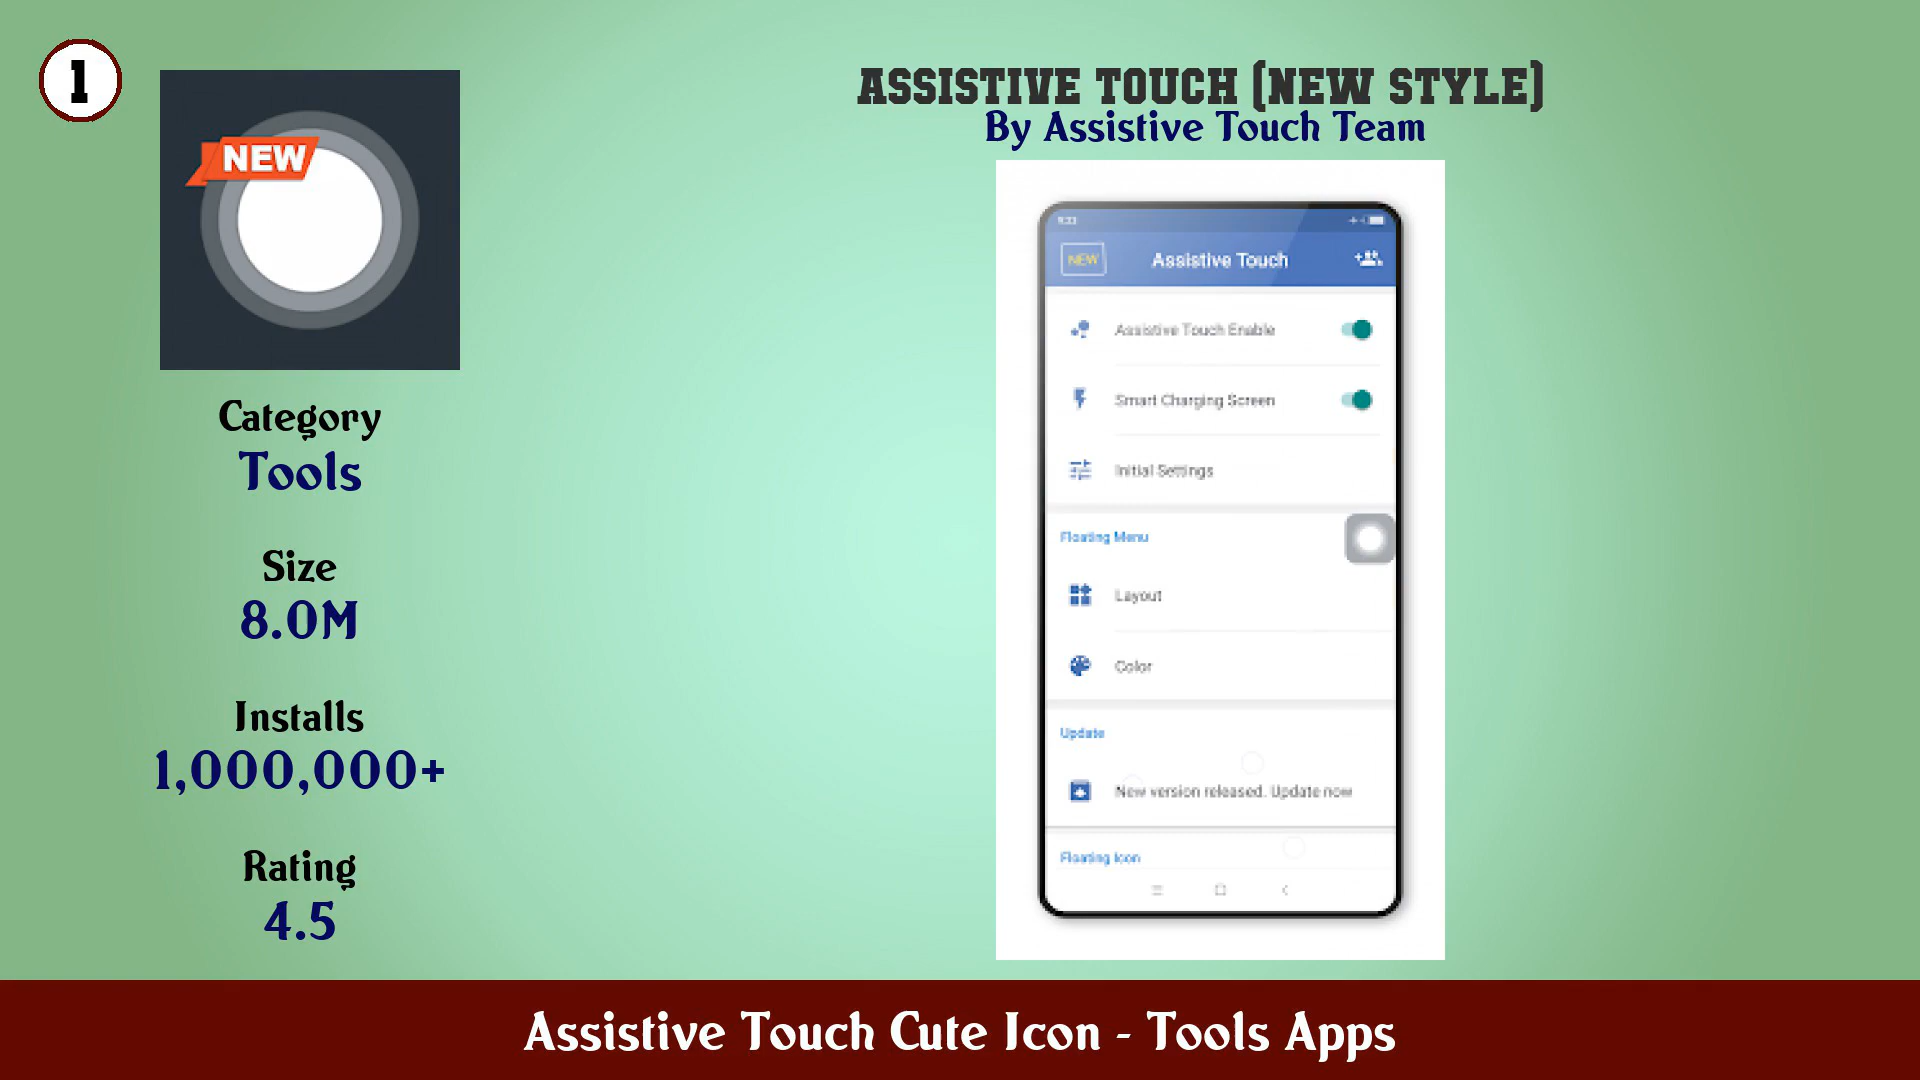 1
NEW
Category
Tools
Size
8.0M
Installs
1,000,000+
Rating
4.5
ASSISTIVE TOUCH (NEW STYLE)
By Assistive Touch Team
9:33
NEW
Assistive Touch
Assistive Touch Enable
Smart Charging Screen
Initial Settings
Floating Menu
Layout
Color
Update
New version released. Update now
Floating Icon
Assistive Touch Cute Icon - Tools Apps